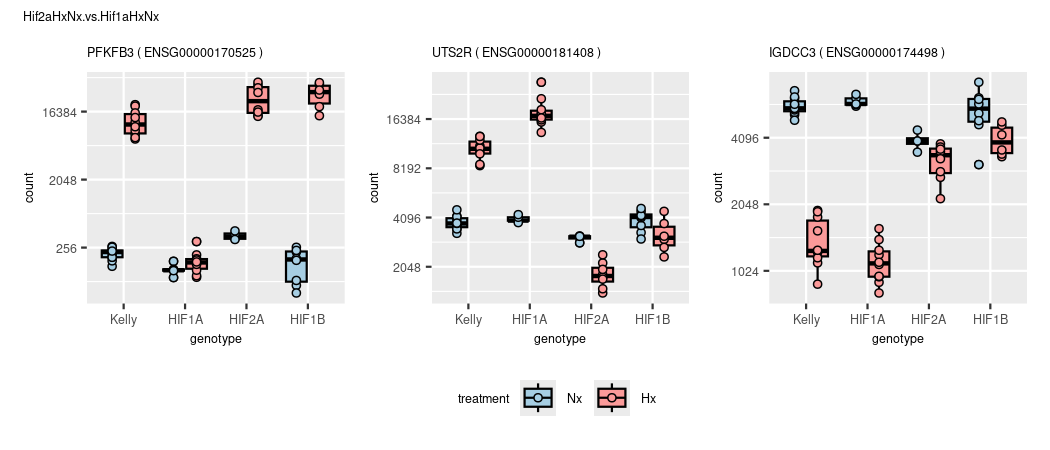 Hif2aHxNx.vs.Hif1aHxNx
PFKFB3 ( ENSG00000170525 )
count
16384
2048
256
Kelly HIF1A HIF2A HIF1B
genotype
UTS2R ( ENSG00000181408 )
count
16384
8192
4096
2048
Kelly HIF1A HIF2A HIF1B
genotype
IGDCC3 ( ENSG00000174498 )
count
4096
2048
1024
Kelly HIF1A HIF2A HIF1B
genotype
treatment Nx Hx